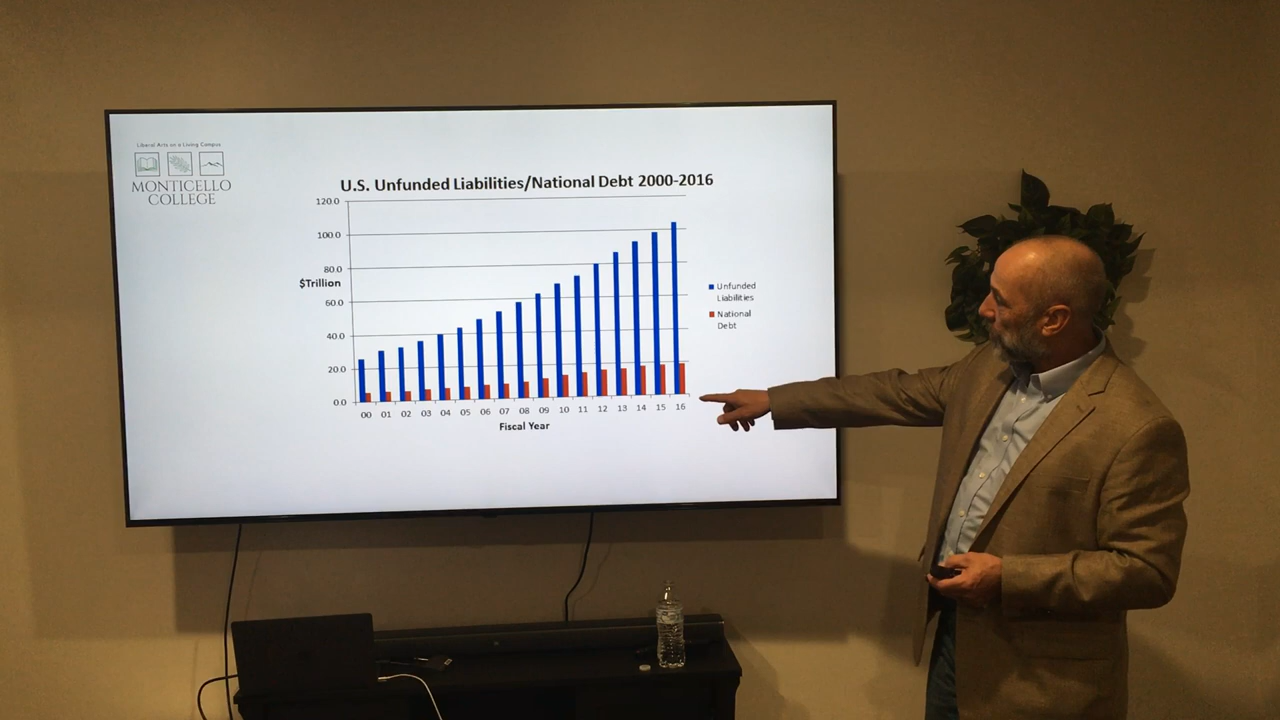 Liberal Arts on a Living Campus
MONTICELLO
COLLEGE
U.S. Unfunded Liabilities/National Debt 2000-2016
120.0
100.0
80.0
$Trillion
60.0
40.0
20.0
0.0
00 01 02 03 04 05 06 07 08 09 10 11 12 13 14 15 16
Fiscal Year
Unfunded
Liabilities
National
Debt